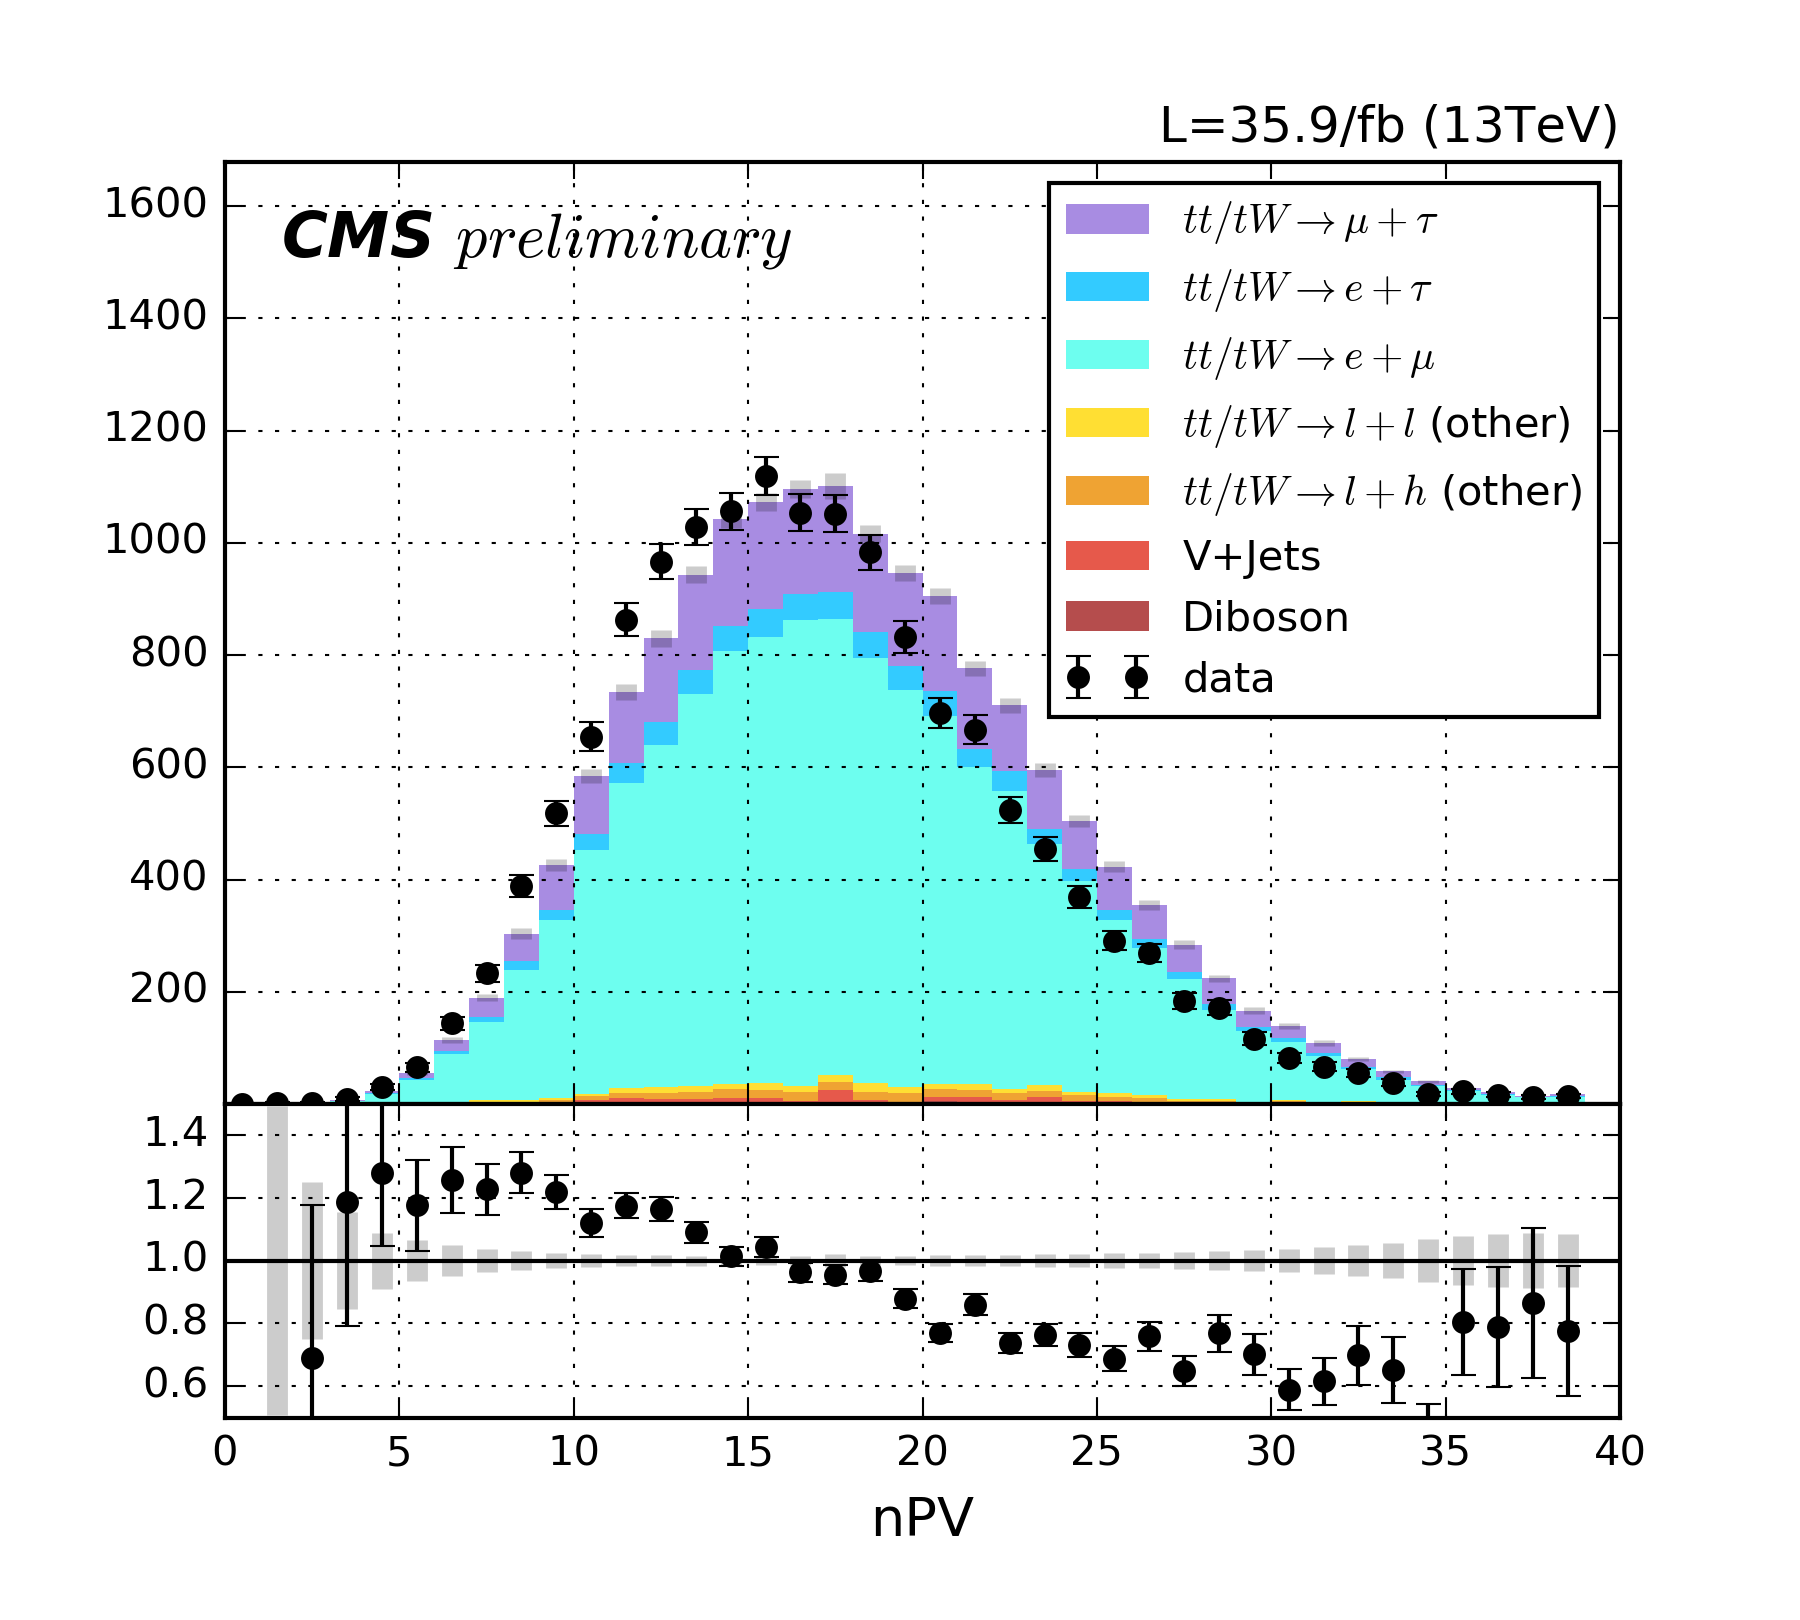 L=35.9/fb (13TeV)
CMS preliminary
1600
1400
1200
1000
800
600
400
200
tt/tW → μ + τ
tt/tW → e + τ
tt/tW → e + μ
tt/tW → l + l (other)
tt/tW → l + h (other)
V+Jets
Diboson
data
1.4
1.2
1.0
0.8
0.6
0 5 10 15 20 25 30 35 40
nPV